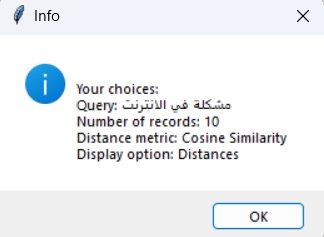 Info
Your choices:
Query: مشكلة في الانترنت
Number of records: 10
Distance metric: Cosine Similarity
Display option: Distances
OK